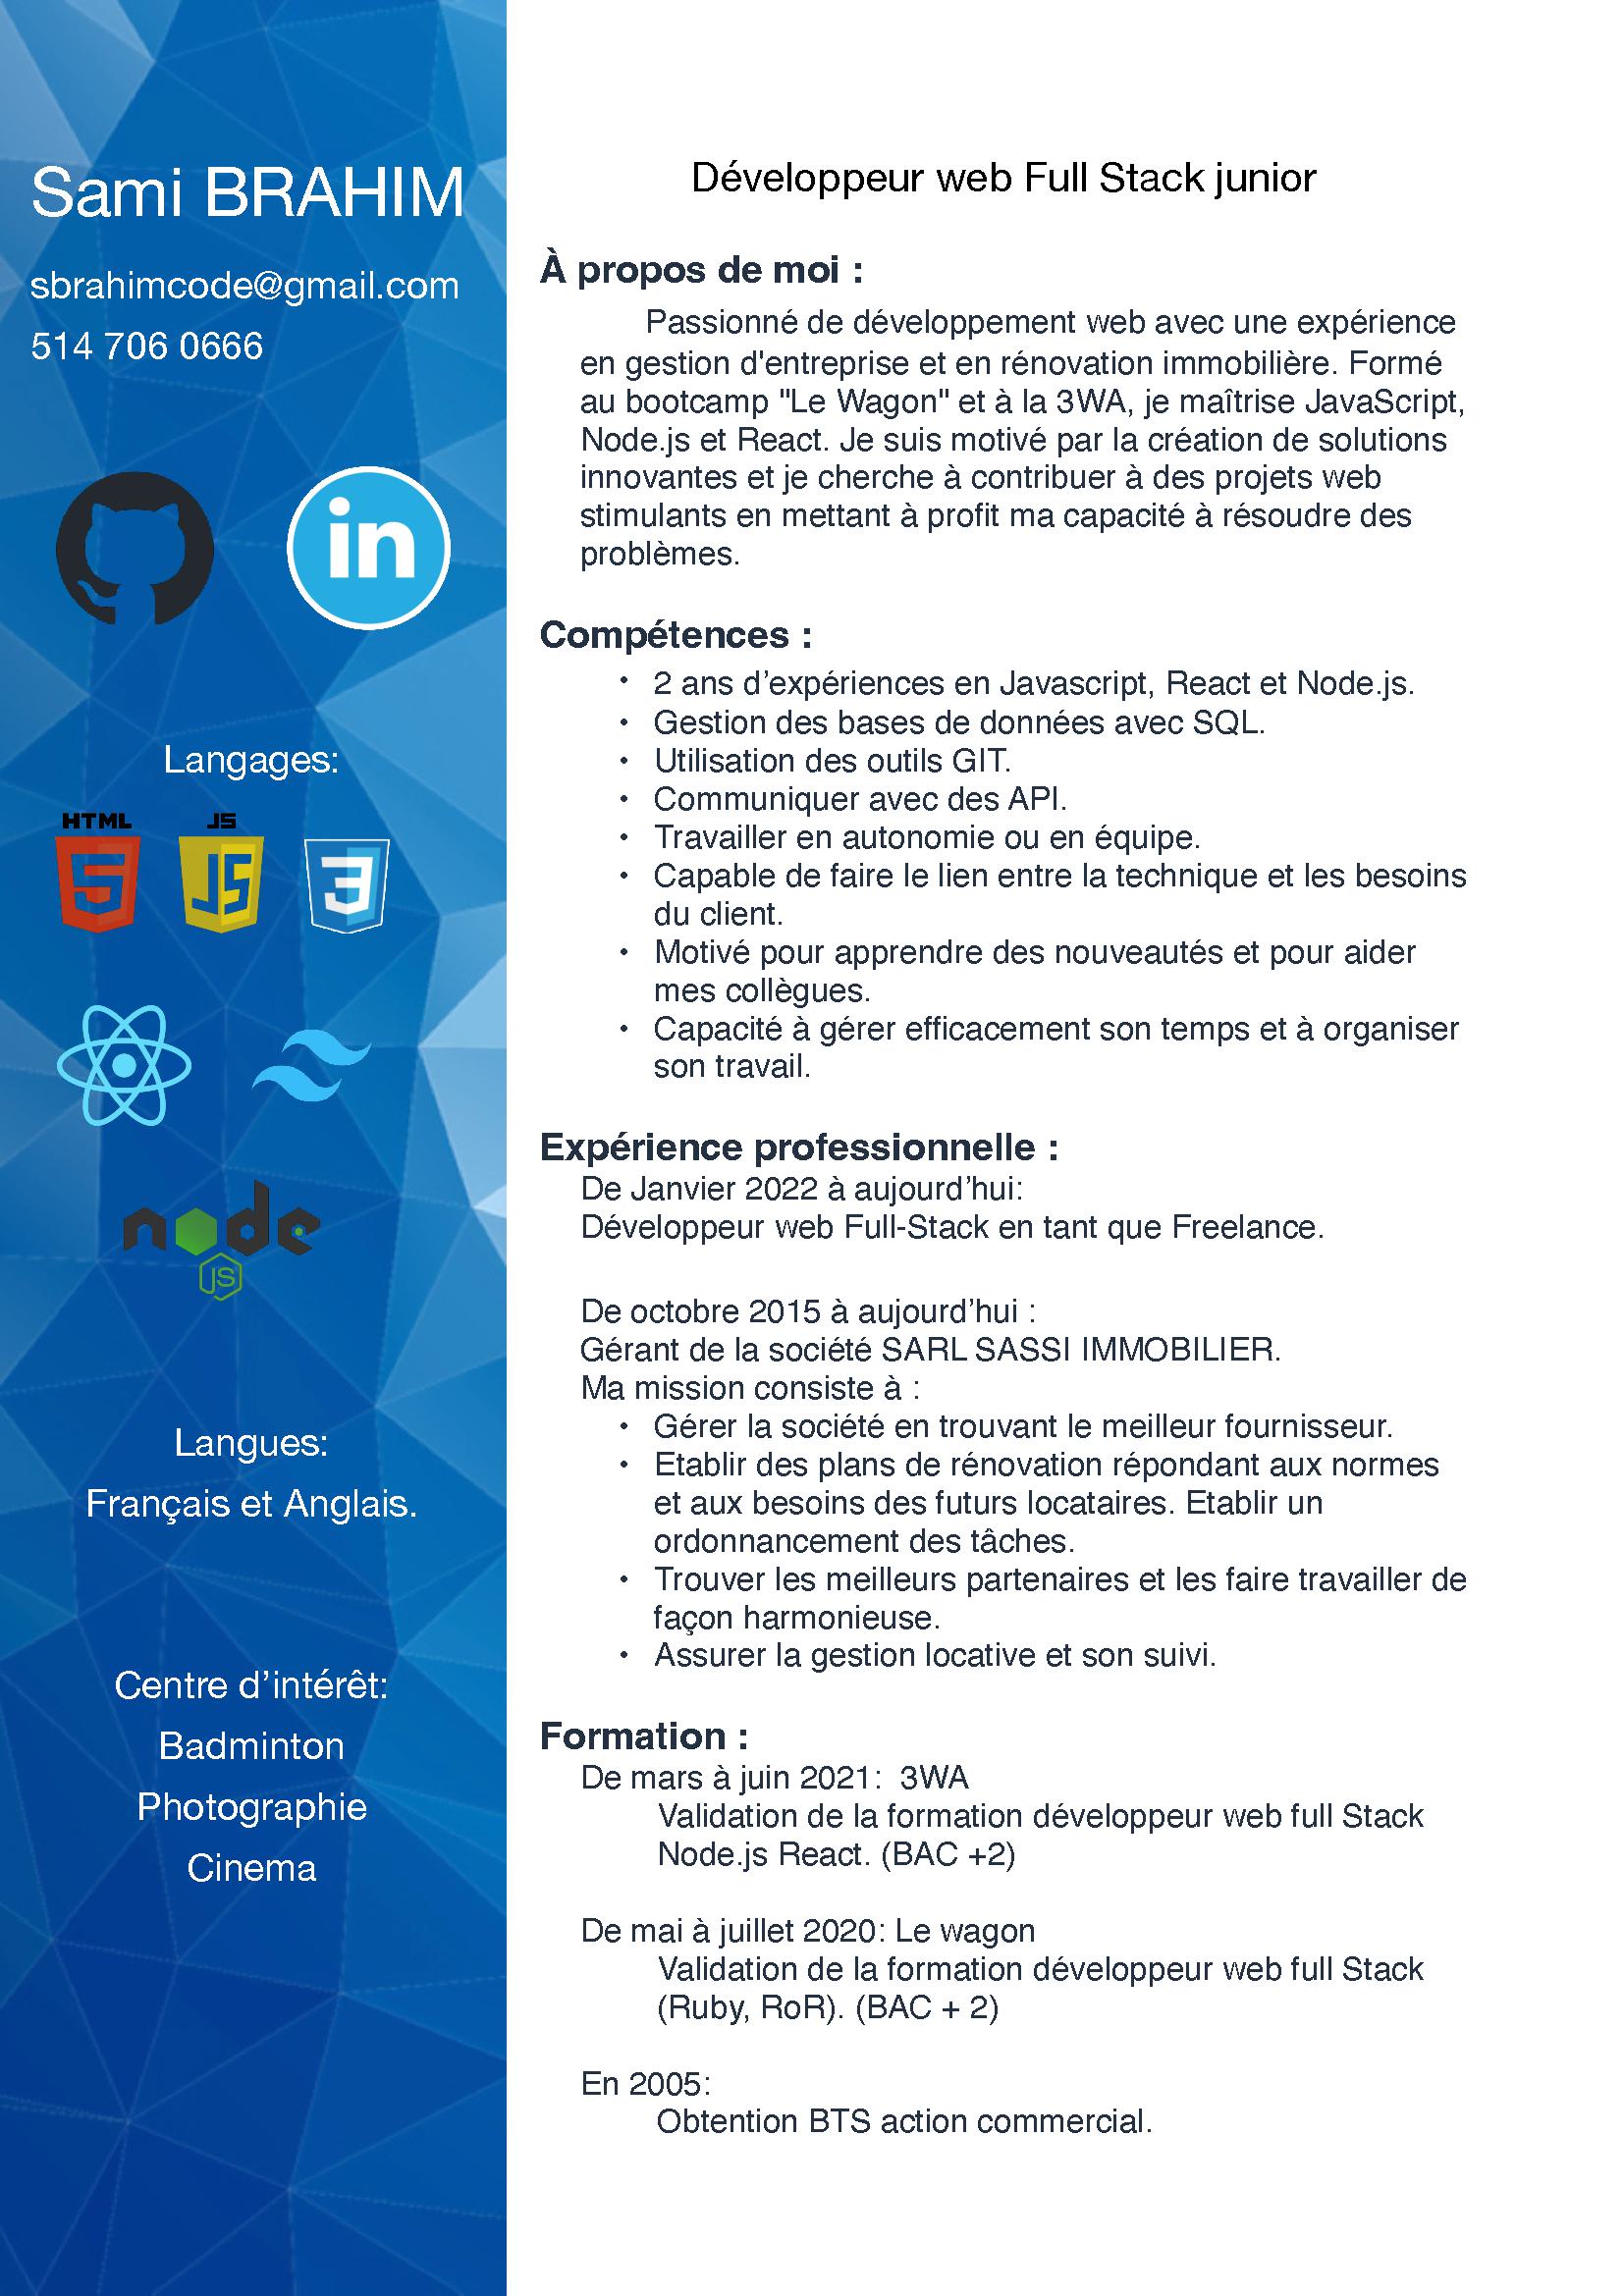 Sami BRAHIM
sbrahimcode@gmail.com
514 706 0666
in
Langages:
HTML
JS
5
JS
3
node
JS
Langues:
Français et Anglais.
Centre d’intérêt:
Badminton
Photographie
Cinema
Développeur web Full Stack junior
À propos de moi :
Passionné de développement web avec une expérience
en gestion d'entreprise et en rénovation immobilière. Formé
au bootcamp "Le Wagon" et à la 3WA, je maîtrise JavaScript,
Node.js et React. Je suis motivé par la création de solutions
innovantes et je cherche à contribuer à des projets web
stimulants en mettant à profit ma capacité à résoudre des
problèmes.
Compétences :
• 2 ans d’expériences en Javascript, React et Node.js.
• Gestion des bases de données avec SQL.
• Utilisation des outils GIT.
• Communiquer avec des API.
• Travailler en autonomie ou en équipe.
• Capable de faire le lien entre la technique et les besoins
du client.
• Motivé pour apprendre des nouveautés et pour aider
mes collègues.
• Capacité à gérer efficacement son temps et à organiser
son travail.
Expérience professionnelle :
De Janvier 2022 à aujourd’hui:
Développeur web Full-Stack en tant que Freelance.
De octobre 2015 à aujourd’hui :
Gérant de la société SARL SASSI IMMOBILIER.
Ma mission consiste à :
• Gérer la société en trouvant le meilleur fournisseur.
• Etablir des plans de rénovation répondant aux normes
et aux besoins des futurs locataires. Etablir un
ordonnancement des tâches.
• Trouver les meilleurs partenaires et les faire travailler de
façon harmonieuse.
• Assurer la gestion locative et son suivi.
Formation :
De mars à juin 2021: 3WA
Validation de la formation développeur web full Stack
Node.js React. (BAC +2)
De mai à juillet 2020: Le wagon
Validation de la formation développeur web full Stack
(Ruby, RoR). (BAC + 2)
En 2005:
Obtention BTS action commercial.